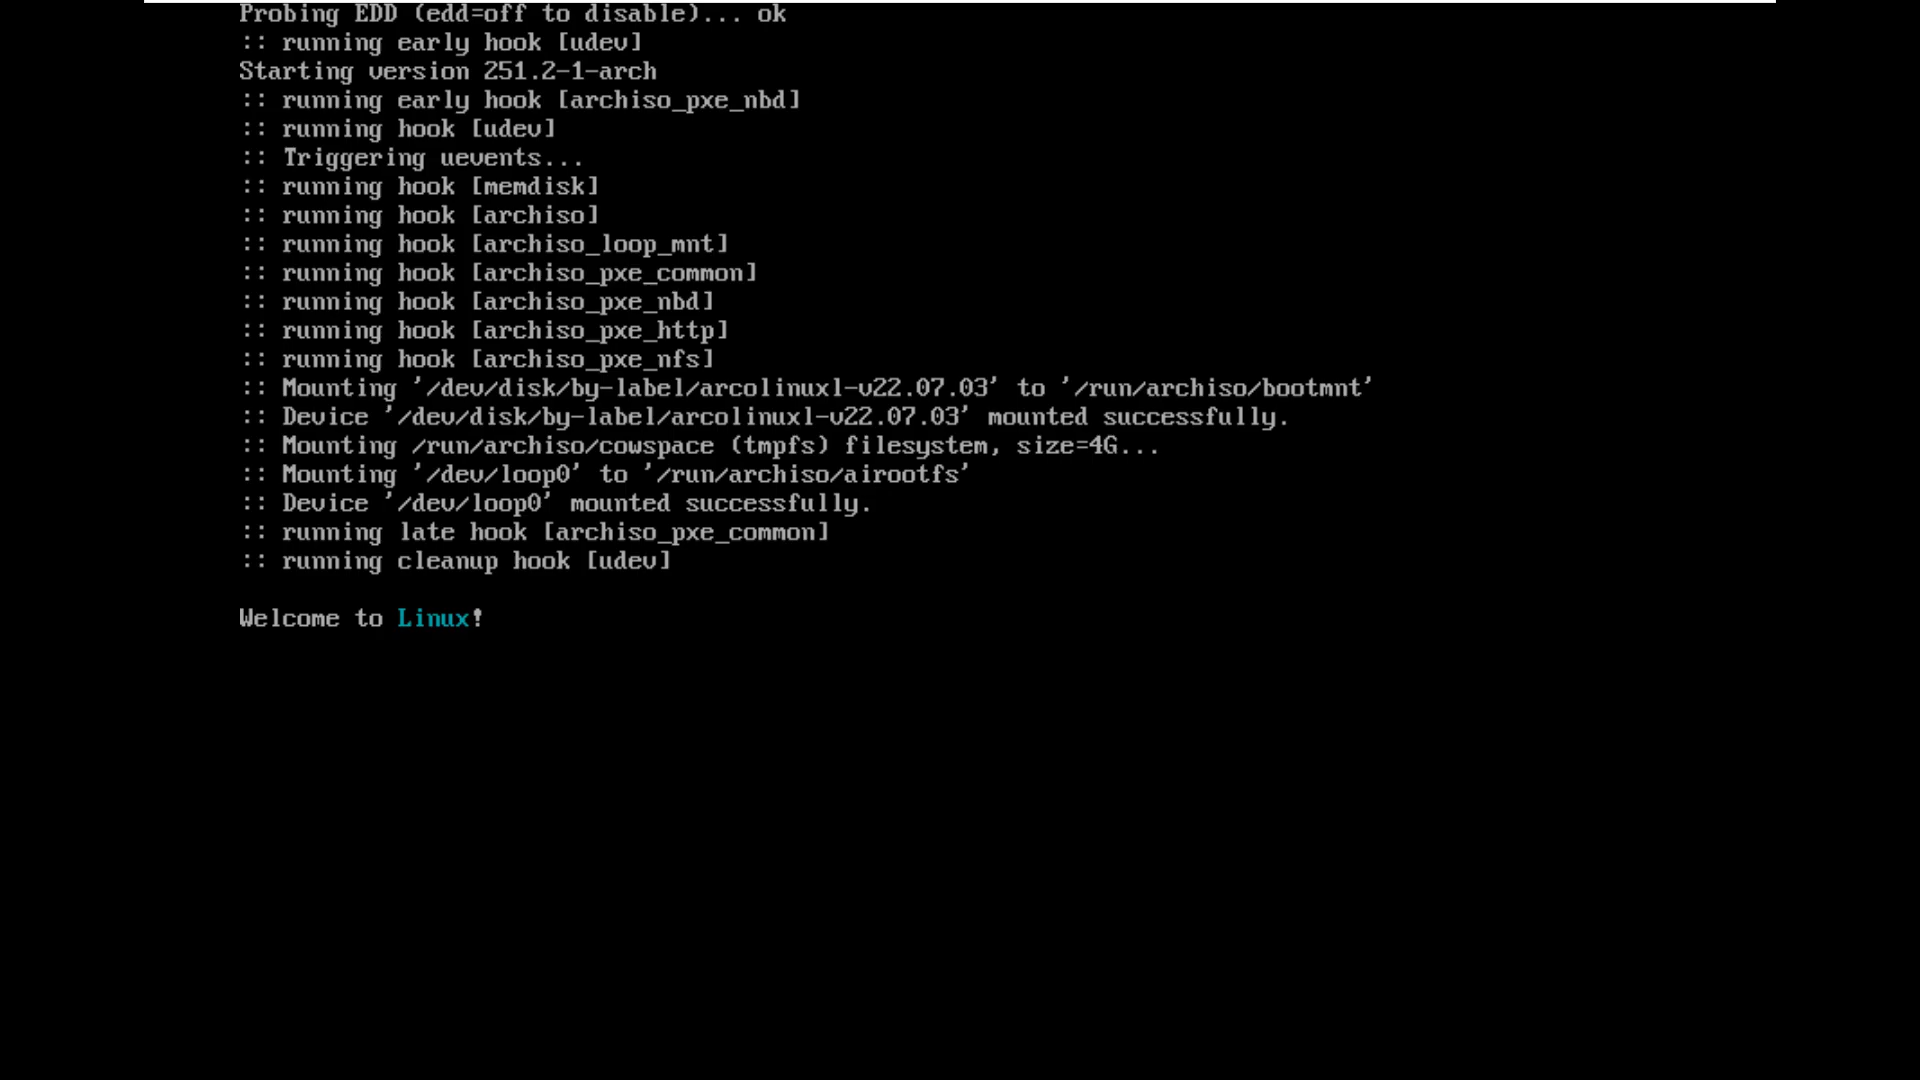 Probing EDD (edd=off to disable)... ok
:: running early hook [udev]
Starting version 251.2-1-arch
:: running early hook [archiso_pxe_nbd]
:: running hook [udev]
:: Triggering uevents...
:: running hook [memdisk]
:: running hook [archiso]
:: running hook [archiso_loop_mnt]
:: running hook [archiso_pxe_common]
:: running hook [archiso_pxe_nbd]
:: running hook [archiso_pxe_http]
:: running hook [archiso_pxe_nfs]
:: Mounting '/dev/disk/by-label/arcolinuxl-v22.07.03' to '/run/archiso/bootmnt'
:: Device '/dev/disk/by-label/arcolinuxl-v22.07.03' mounted successfully.
:: Mounting /run/archiso/cowspace (tmpfs) filesystem, size=4G...
:: Mounting '/dev/loop0' to '/run/archiso/airootfs'
:: Device '/dev/loop0' mounted successfully.
:: running late hook [archiso_pxe_common]
:: running cleanup hook [udev]
Welcome to Linux!